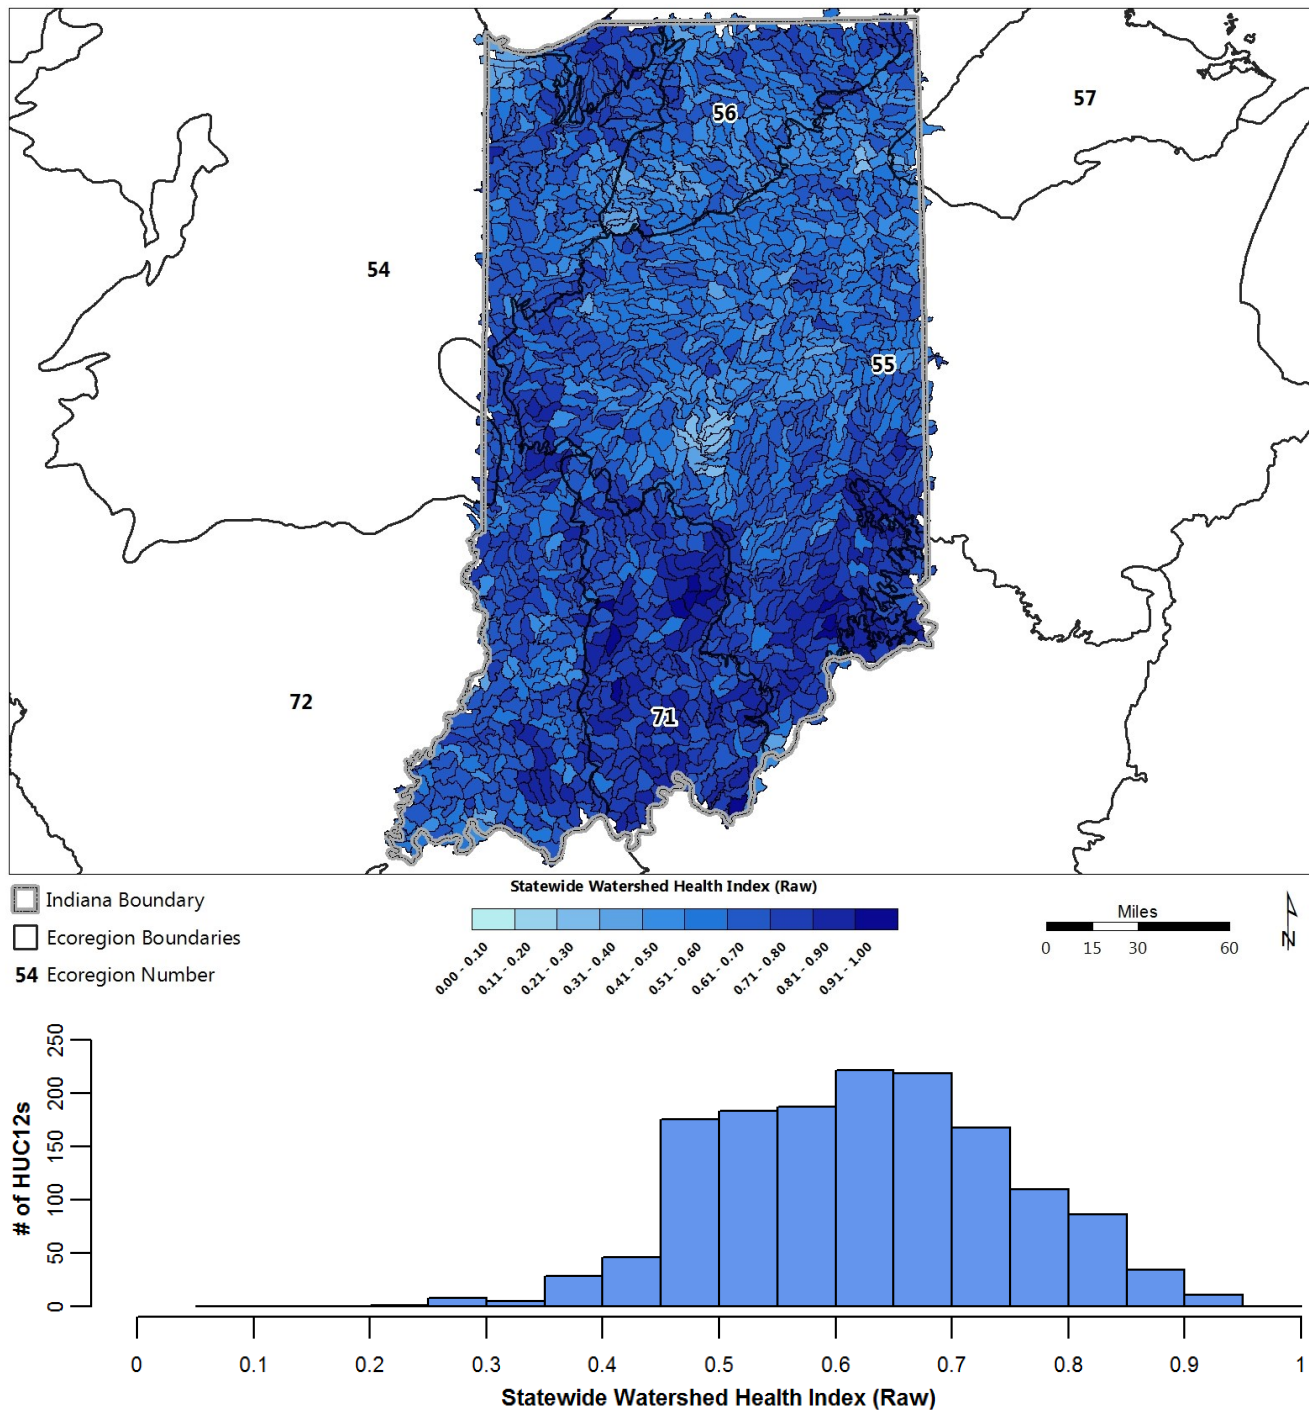 57
56
54
55
72
71
Indiana Boundary
Ecoregion Boundaries
54 Ecoregion Number
Statewide Watershed Health Index (Raw)
0.00 - 0.10
0.11 - 0.20
0.21 - 0.30
0.31 - 0.40
0.41 - 0.50
0.51 - 0.60
0.61 - 0.70
0.71 - 0.80
0.81 - 0.90
0.91 - 1.00
Miles
0 15 30 60
N
# of HUC12s
250
200
150
100
50
0
0 0.1 0.2 0.3 0.4 0.5 0.6 0.7 0.8 0.9 1
Statewide Watershed Health Index (Raw)